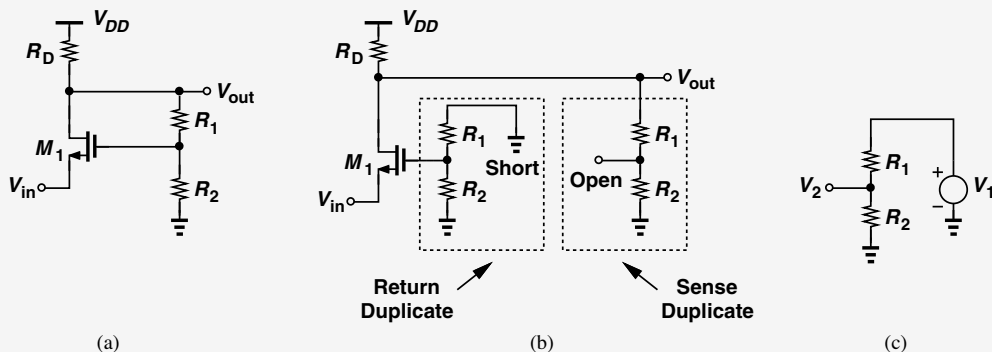 V_DD
R_D
V_out
R_1
M_1
V_in
R_2
(a)
V_DD
R_D
V_out
R_1
R_1
M_1
Short
Open
V_in
R_2
R_2
Return
Duplicate
Sense
Duplicate
(b)
R_1
V_2
+
−
V_1
R_2
(c)